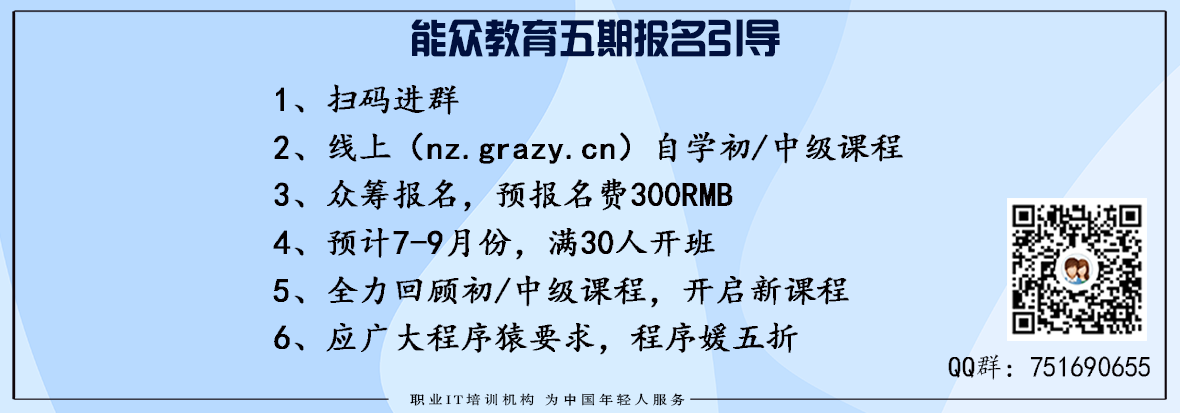 能众教育五期报名引导
1、扫码进群
2、线上（nz.grazy.cn）自学初/中级课程
3、众筹报名，预报名费300RMB
4、预计7-9月份，满30人开班
5、全力回顾初/中级课程，开启新课程
6、应广大程序猿要求，程序媛五折
QQ群：751690655
职业IT培训机构 为中国年轻人服务